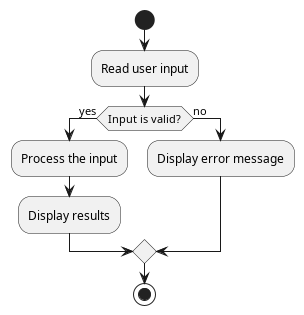 Read user input
yes
Input is valid?
no
Process the input
Display error message
Display results